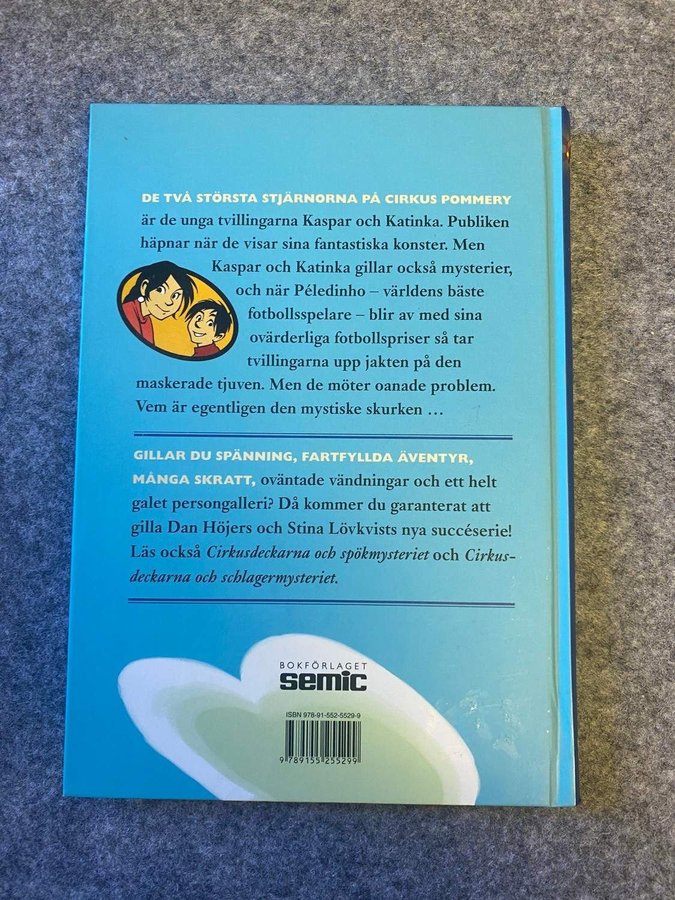 DE TVÅ STÖRSTA STJÄRNORNA PÅ CIRKUS POMMERY
är de unga tvillingarna Kaspar och Katinka. Publiken
häpnar när de visar sina fantastiska konster. Men
Kaspar och Katinka gillar också mysterier,
och när Péledinho – världens bäste
fotbollsspelare – blir av med sina
ovärderliga fotbollspriser så tar
tvillingarna upp jakten på den
maskerade tjuven. Men de möter oanade problem.
Vem är egentligen den mystiske skurken …
GILLAR DU SPÄNNING, FARTFYLLDA ÄVENTYR,
MÅNGA SKRATT, oväntade vändningar och ett helt
galet persongalleri? Då kommer du garanterat att
gilla Dan Höjers och Stina Lövkvists nya succéserie!
Läs också Cirkusdeckarna och spökmysteriet och Cirkus-
deckarna och schlagermysteriet.
BOKFÖRLAGET
semic
ISBN 978-91-552-5529-9
9 789155 255299